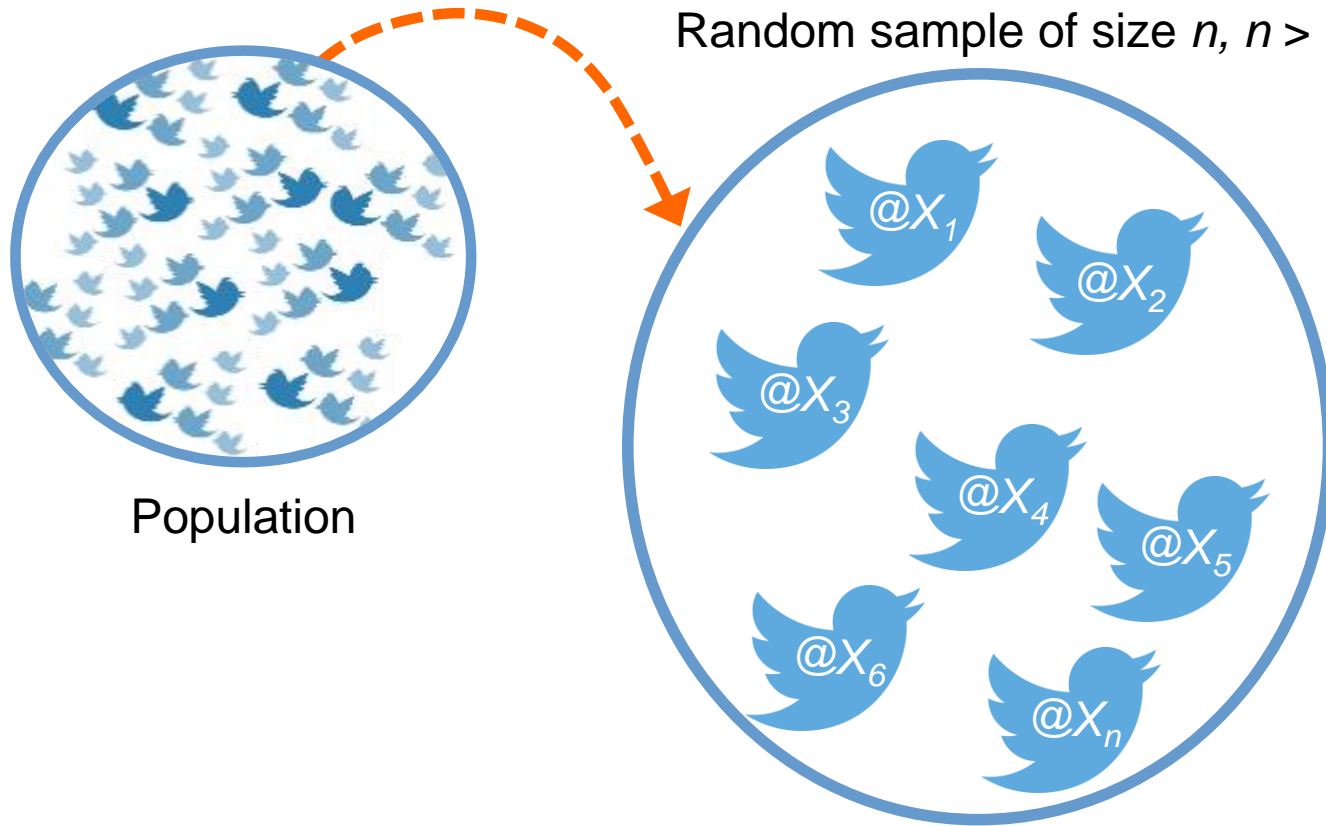 Random sample of size n, n >
@X₁
@X₂
@X₃
@X₄
@X₅
@X₆
@Xₙ
Population